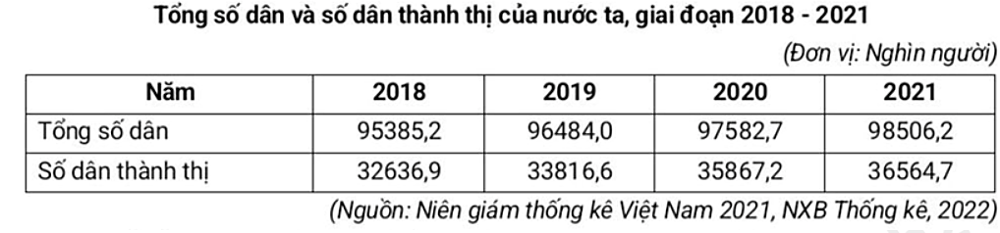 Tổng số dân và số dân thành thị của nước ta, giai đoạn 2018 - 2021
(Đơn vị: Nghìn người)
Năm 2018 2019 2020 2021
Tổng số dân 95385,2 96484,0 97582,7 98506,2
Số dân thành thị 32636,9 33816,6 35867,2 36564,7
(Nguồn: Niên giám thống kê Việt Nam 2021, NXB Thống kê, 2022)